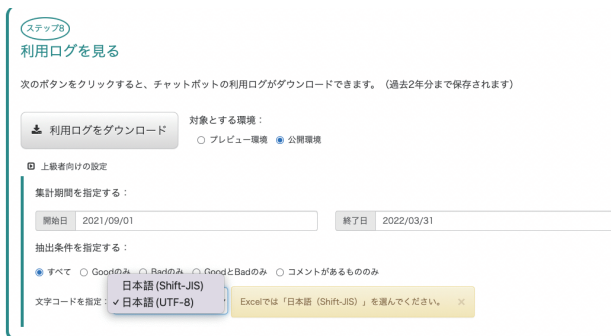 ステップ8
利用ログを見る
次のボタンをクリックすると、チャットボットの利用ログがダウンロードできます。（過去2年分まで保存されます）
利用ログをダウンロード
対象とする環境：
プレビュー環境 公開環境
上級者向けの設定
集計期間を指定する：
開始日 2021/09/01 終了日 2022/03/31
抽出条件を指定する：
すべて Goodのみ Badのみ GoodとBadのみ コメントがあるもののみ
日本語 (Shift-JIS)
文字コードを指定： ✓ 日本語 (UTF-8) Excelでは「日本語（Shift-JIS）」を選んでください。 ×